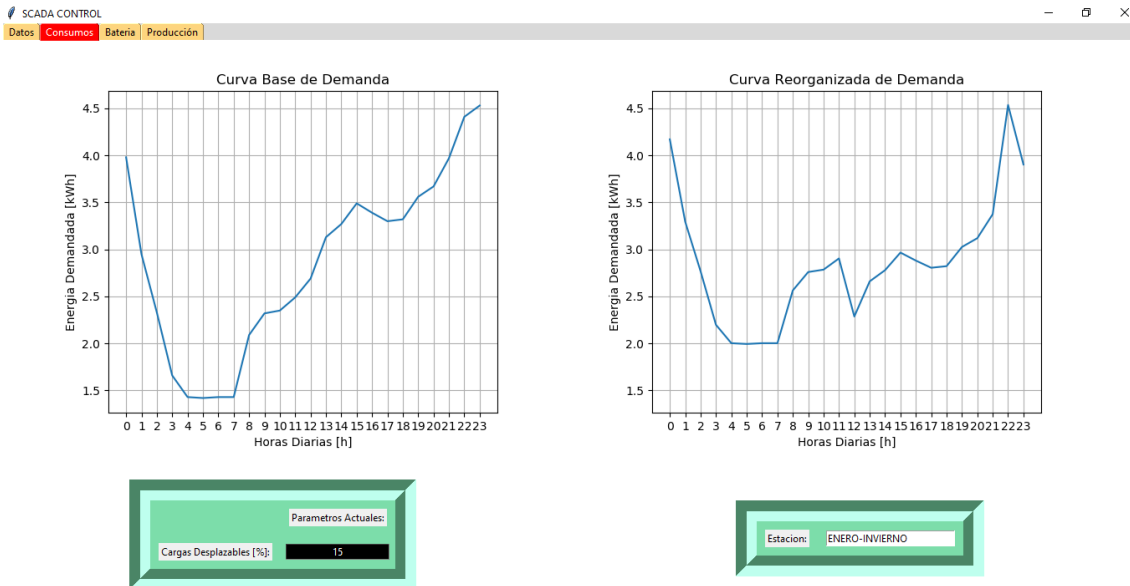 SCADA CONTROL
Datos Consumos Bateria Producción
Curva Base de Demanda
4.5
4.0
3.5
3.0
2.5
2.0
1.5
Energia Demandada [kWh]
0 1 2 3 4 5 6 7 8 9 10 11 12 13 14 15 16 17 18 19 20 21 22 23
Horas Diarias [h]
Curva Reorganizada de Demanda
4.5
4.0
3.5
3.0
2.5
2.0
1.5
Energia Demandada [kWh]
0 1 2 3 4 5 6 7 8 9 10 11 12 13 14 15 16 17 18 19 20 21 22 23
Horas Diarias [h]
Parametros Actuales:
Cargas Desplazables [%]: 15
Estacion: ENERO-INVIERNO